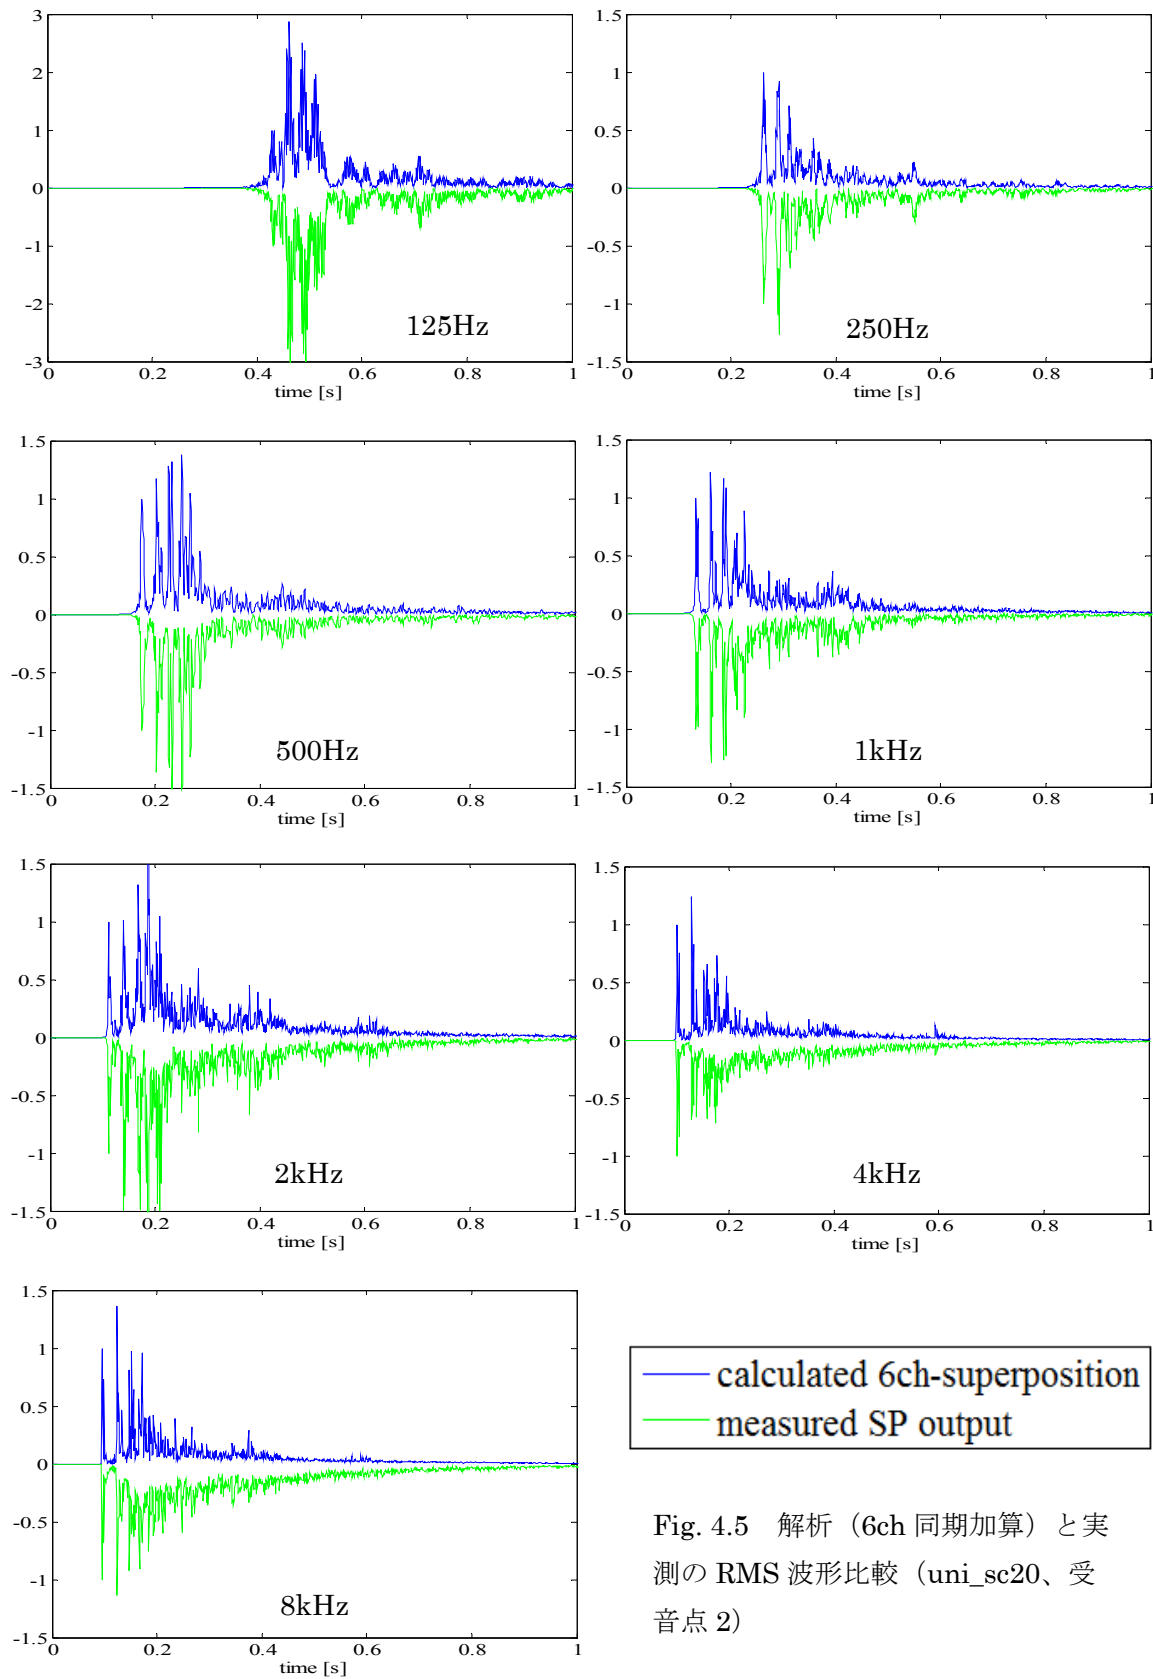 3
2
1
0
-1
-2
-3
0 0.2 0.4 0.6 0.8 1
time [s]
125Hz
1.5
1
0.5
0
-0.5
-1
-1.5
0 0.2 0.4 0.6 0.8 1
time [s]
250Hz
1.5
1
0.5
0
-0.5
-1
-1.5
0 0.2 0.4 0.6 0.8 1
time [s]
500Hz
1.5
1
0.5
0
-0.5
-1
-1.5
0 0.2 0.4 0.6 0.8 1
time [s]
1kHz
1.5
1
0.5
0
-0.5
-1
-1.5
0 0.2 0.4 0.6 0.8 1
time [s]
2kHz
1.5
1
0.5
0
-0.5
-1
-1.5
0 0.2 0.4 0.6 0.8 1
time [s]
4kHz
1.5
1
0.5
0
-0.5
-1
-1.5
0 0.2 0.4 0.6 0.8 1
time [s]
8kHz
calculated 6ch-superposition
measured SP output
Fig. 4.5 解析（6ch 同期加算）と実
測の RMS 波形比較（uni_sc20、受
音点 2）